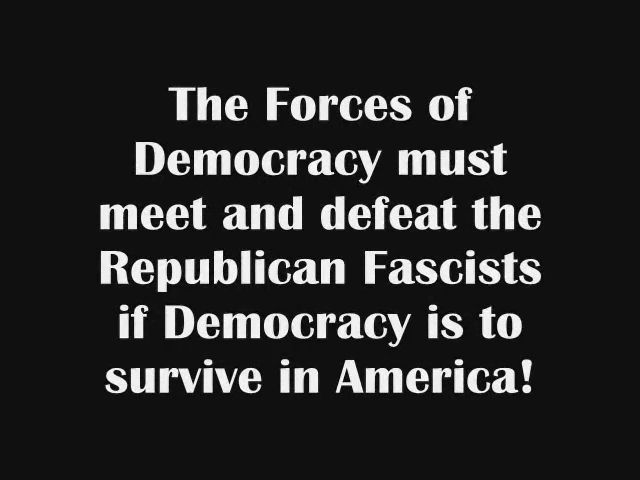 The Forces of
Democracy must
meet and defeat the
Republican Fascists
if Democracy is to
survive in America!